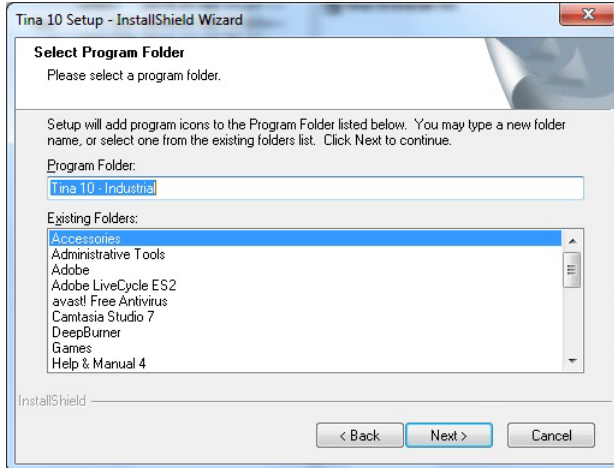 Tina 10 Setup - InstallShield Wizard
Select Program Folder
Please select a program folder.
Setup will add program icons to the Program Folder listed below. You may type a new folder
name, or select one from the existing folders list. Click Next to continue.
Program Folder:
Tina 10 - Industrial
Existing Folders:
Accessories
Administrative Tools
Adobe
Adobe LiveCycle ES2
avast! Free Antivirus
Camtasia Studio 7
DeepBurner
Games
Help & Manual 4
InstallShield
< Back Next > Cancel